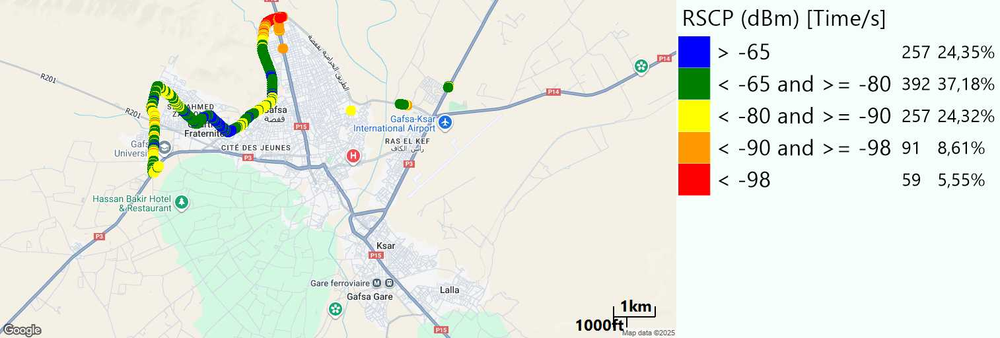 RSCP (dBm) [Time/s]
> -65 257 24,35%
< -65 and >= -80 392 37,18%
< -80 and >= -90 257 24,32%
< -90 and >= -98 91 8,61%
< -98 59 5,55%
R201
R201
P14
P14
P15
Gafsa
قفصة
Fraternité
CITÉ DES JEUNES
P3
Gafsa-Ksar
International Airport
RAS EL KEF
راس الكاف
P3
H
Hassan Bakir Hotel
& Restaurant
P3
Ksar
P15
Gare ferroviaire
M
Gafsa Gare
Lalla
P15
1km
1000ft
Google
Map data ©2025